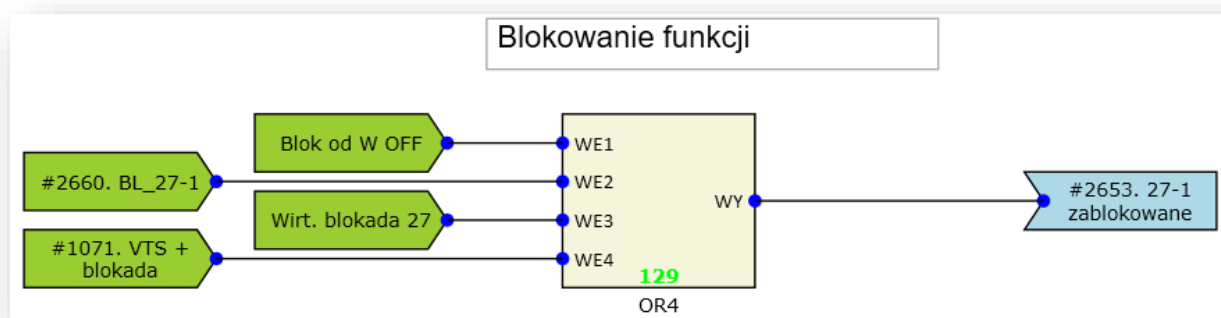 Blokowanie funkcji
Blok od W OFF
WE1
#2660. BL_27-1
WE2
WY
#2653. 27-1
zablokowane
Wirt. blokada 27
WE3
#1071. VTS +
blokada
WE4
129
OR4